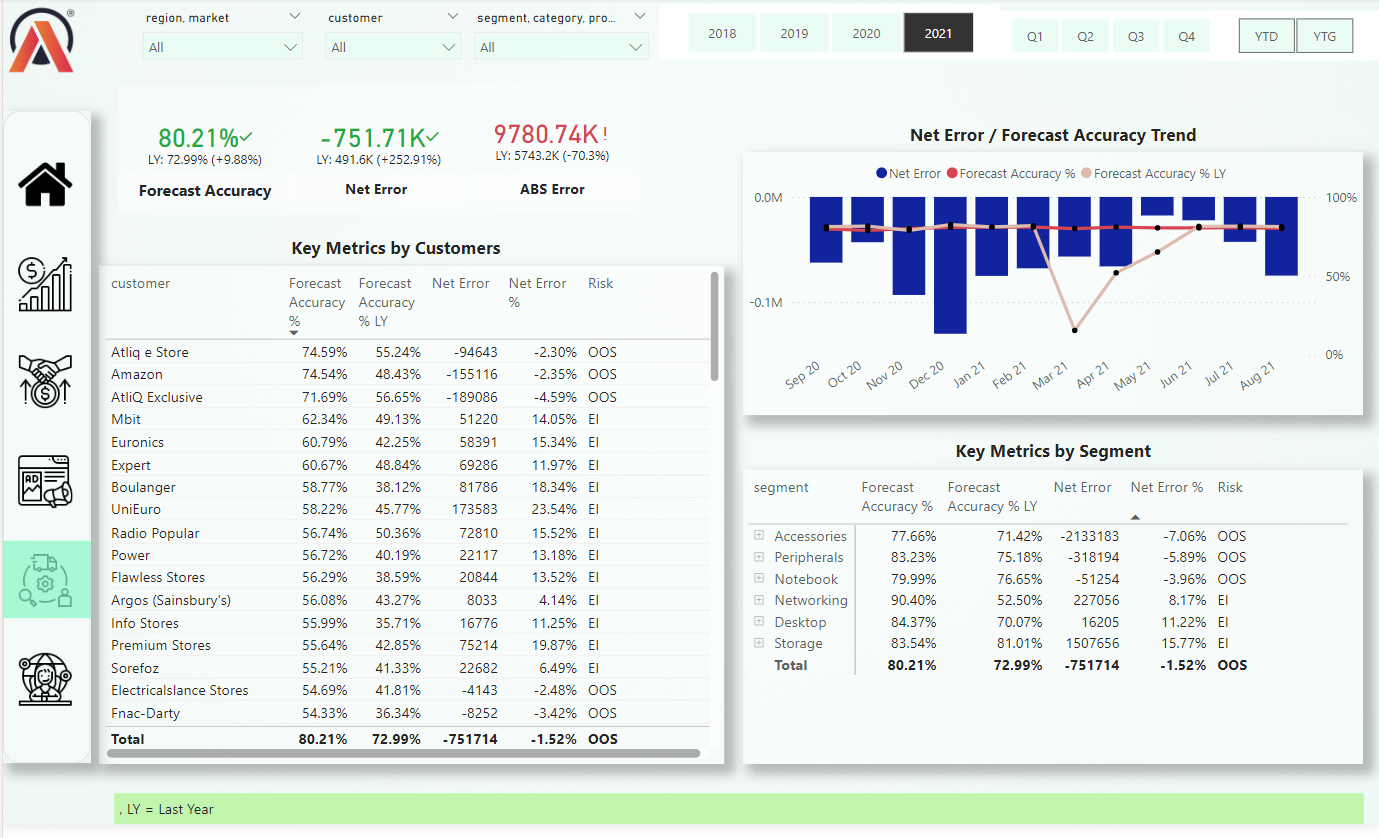 region, market
customer
segment, category, pro...
All
All
All
2018 2019 2020 2021
Q1 Q2 Q3 Q4
YTD YTG
®
80.21%
LY: 72.99% (+9.88%)
Forecast Accuracy
-751.71K
LY: 491.6K (+252.91%)
Net Error
9780.74K!
LY: 5743.2K (-70.3%)
ABS Error
Key Metrics by Customers
customer Forecast Accuracy % Forecast Accuracy % LY Net Error Net Error % Risk
Atliq e Store 74.59% 55.24% -94643 -2.30% OOS
Amazon 74.54% 48.43% -155116 -2.35% OOS
AtliQ Exclusive 71.69% 56.65% -189086 -4.59% OOS
Mbit 62.34% 49.13% 51220 14.05% EI
Euronics 60.79% 42.25% 58391 15.34% EI
Expert 60.67% 48.84% 69286 11.97% EI
Boulanger 58.77% 38.12% 81786 18.34% EI
UniEuro 58.22% 45.77% 173583 23.54% EI
Radio Popular 56.74% 50.36% 72810 15.52% EI
Power 56.72% 40.19% 22117 13.18% EI
Flawless Stores 56.29% 38.59% 20844 13.52% EI
Argos (Sainsbury's) 56.08% 43.27% 8033 4.14% EI
Info Stores 55.99% 35.71% 16776 11.25% EI
Premium Stores 55.64% 42.85% 75214 19.87% EI
Sorefoz 55.21% 41.33% 22682 6.49% EI
Electricalslance Stores 54.69% 41.81% -4143 -2.48% OOS
Fnac-Darty 54.33% 36.34% -8252 -3.42% OOS
Total 80.21% 72.99% -751714 -1.52% OOS
Net Error / Forecast Accuracy Trend
Net Error Forecast Accuracy % Forecast Accuracy % LY
0.0M
-0.1M
100%
50%
0%
Sep 20 Oct 20 Nov 20 Dec 20 Jan 21 Feb 21 Mar 21 Apr 21 May 21 Jun 21 Jul 21 Aug 21
Key Metrics by Segment
segment Forecast Accuracy % Forecast Accuracy % LY Net Error Net Error % Risk
Accessories 77.66% 71.42% -2133183 -7.06% OOS
Peripherals 83.23% 75.18% -318194 -5.89% OOS
Notebook 79.99% 76.65% -51254 -3.96% OOS
Networking 90.40% 52.50% 227056 8.17% EI
Desktop 84.37% 70.07% 16205 11.22% EI
Storage 83.54% 81.01% 1507656 15.77% EI
Total 80.21% 72.99% -751714 -1.52% OOS
AD
, LY = Last Year